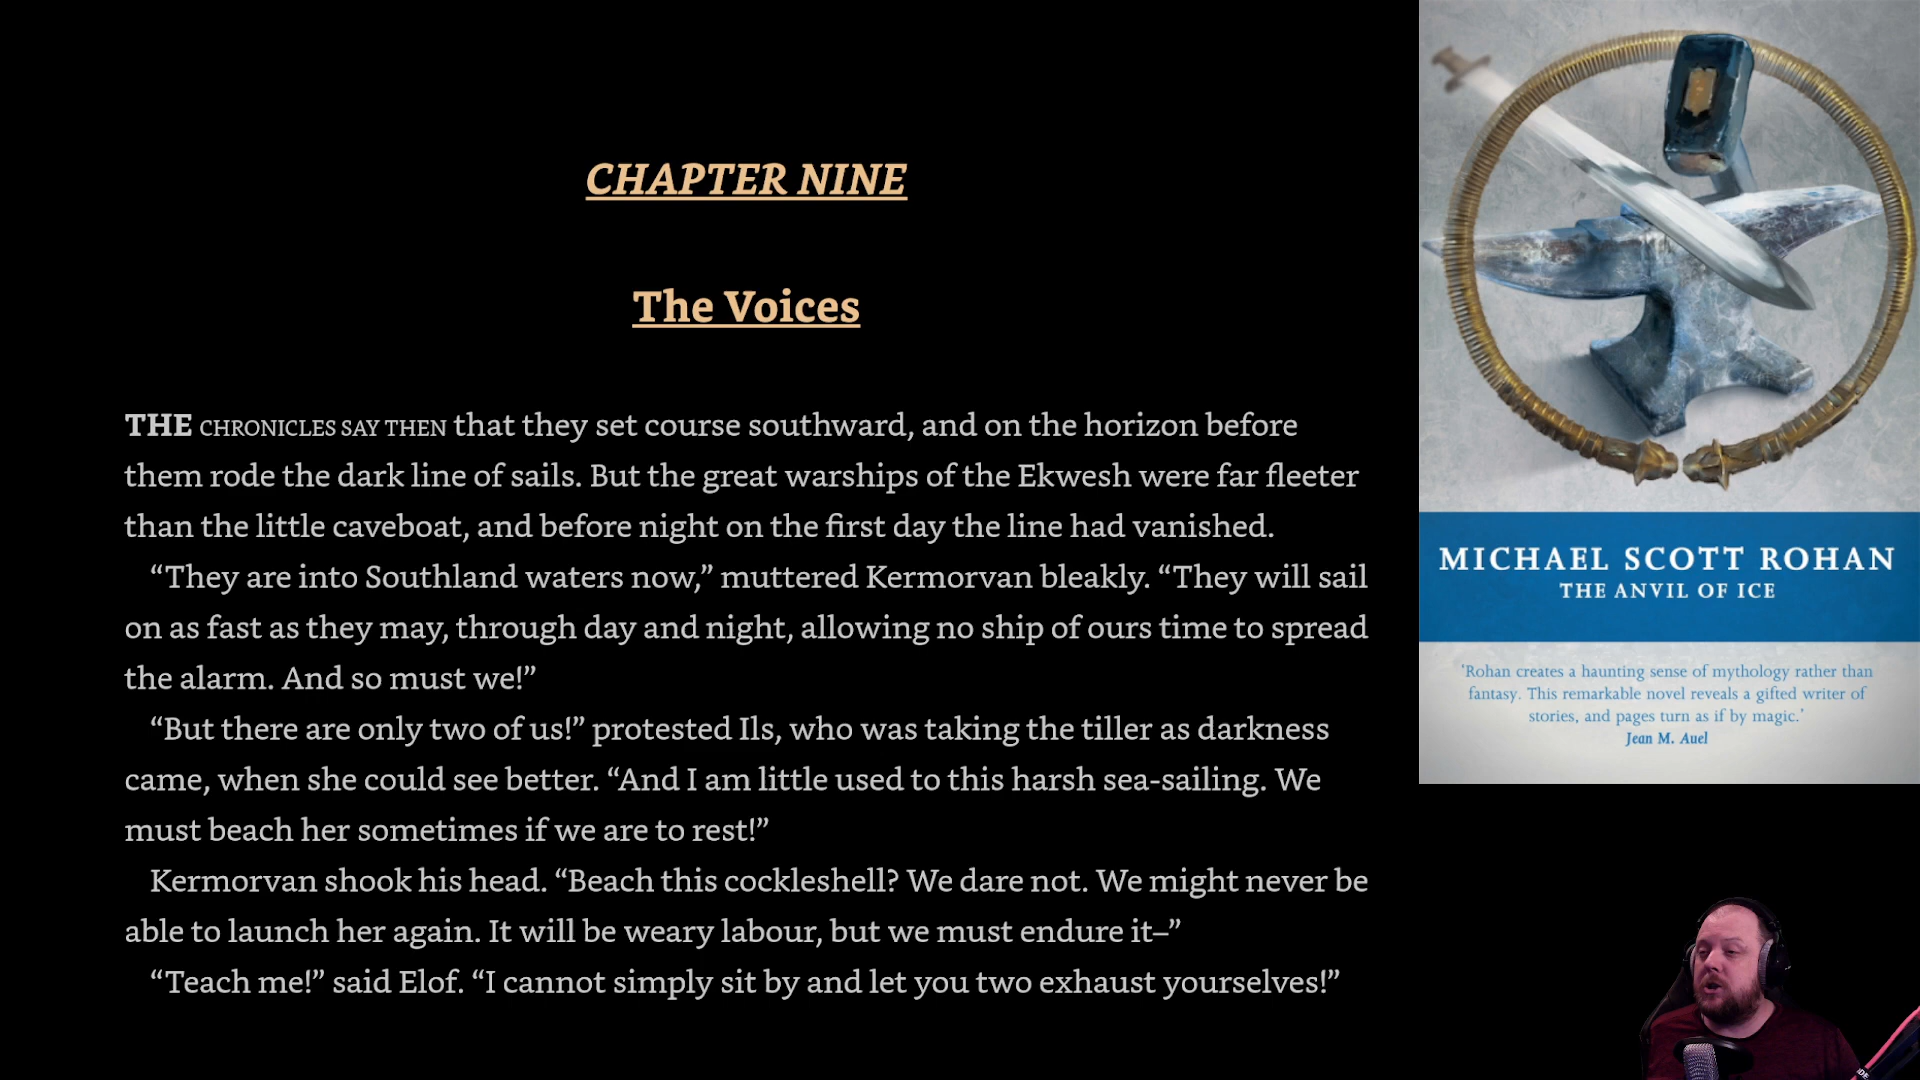 CHAPTER NINE
The Voices
THE CHRONICLES SAY THEN that they set course southward, and on the horizon before
them rode the dark line of sails. But the great warships of the Ekwesh were far fleeter
than the little caveboat, and before night on the first day the line had vanished.
“They are into Southland waters now,” muttered Kermorvan bleakly. “They will sail
on as fast as they may, through day and night, allowing no ship of ours time to spread
the alarm. And so must we!”
“But there are only two of us!” protested Ils, who was taking the tiller as darkness
came, when she could see better. “And I am little used to this harsh sea-sailing. We
must beach her sometimes if we are to rest!”
Kermorvan shook his head. “Beach this cockleshell? We dare not. We might never be
able to launch her again. It will be weary labour, but we must endure it–”
“Teach me!” said Elof. “I cannot simply sit by and let you two exhaust yourselves!”
MICHAEL SCOTT ROHAN
THE ANVIL OF ICE
‘Rohan creates a haunting sense of mythology rather than
fantasy. This remarkable novel reveals a gifted writer of
stories, and pages turn as if by magic.’
Jean M. Auel